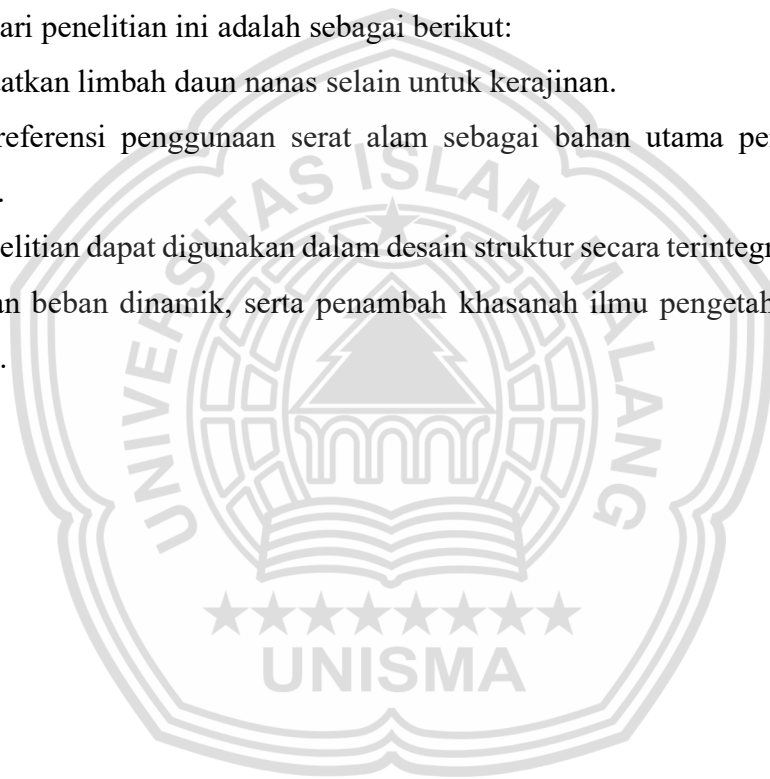 ari penelitian ini adalah sebagai berikut:
atkan limbah daun nanas selain untuk kerajinan.
referensi penggunaan serat alam sebagai bahan utama per
.
elitian dapat digunakan dalam desain struktur secara terintegr
an beban dinamik, serta penambah khasanah ilmu pengetah
.
UNIVERSITAS ISLAM MALANG
UNISMA